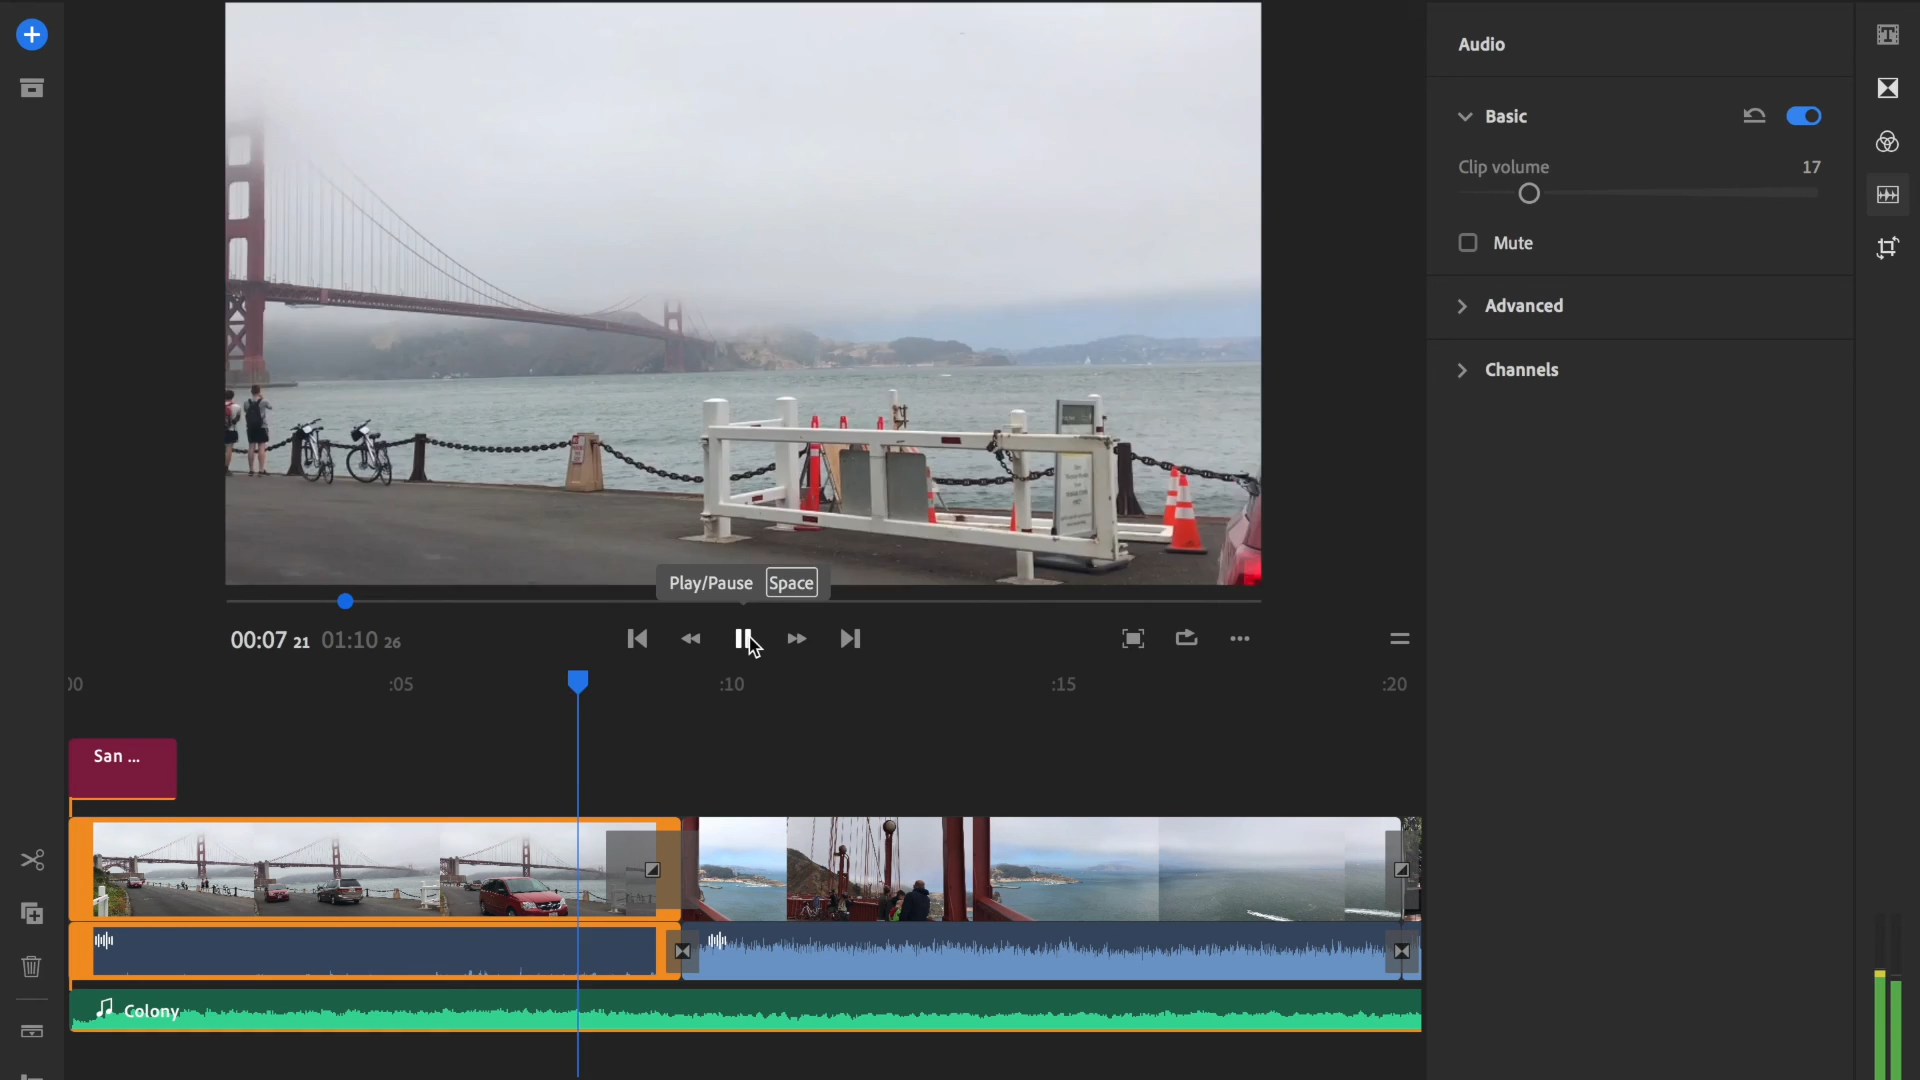 Audio
Basic
Clip volume 17
Mute
Advanced
Channels
Play/Pause Space
00:07 21 01:10 26
:05 :10 :15 :20
San ...
Colony